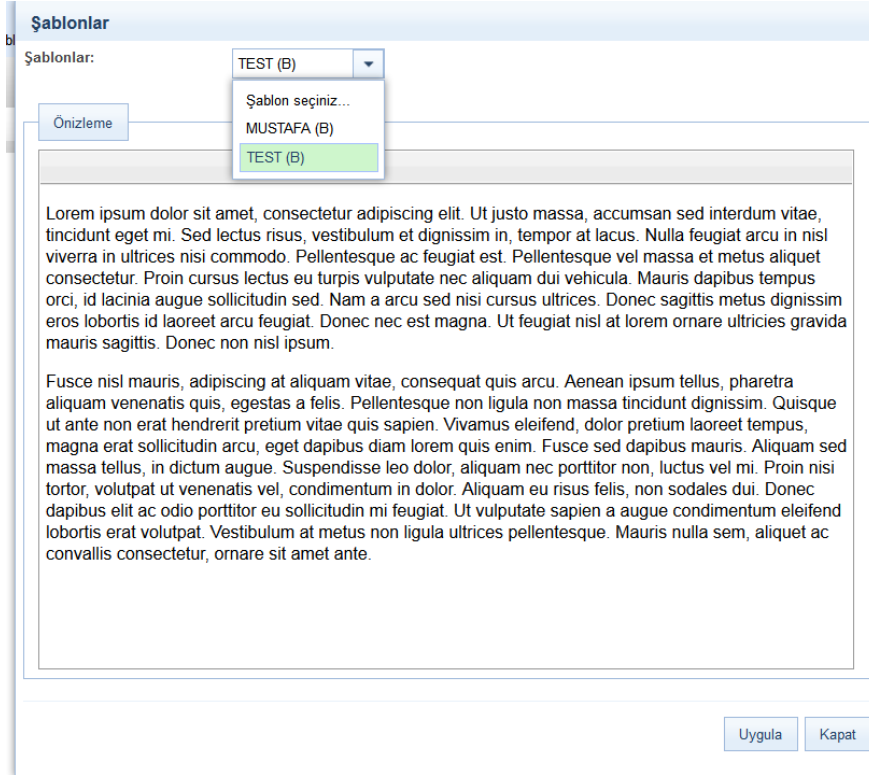 Şablonlar
bl
Şablonlar:
TEST (B)
Şablon seçiniz...
MUSTAFA (B)
TEST (B)
Önizleme
Lorem ipsum dolor sit amet, consectetur adipiscing elit. Ut justo massa, accumsan sed interdum vitae,
tincidunt eget mi. Sed lectus risus, vestibulum et dignissim in, tempor at lacus. Nulla feugiat arcu in nisl
viverra in ultrices nisi commodo. Pellentesque ac feugiat est. Pellentesque vel massa et metus aliquet
consectetur. Proin cursus lectus eu turpis vulputate nec aliquam dui vehicula. Mauris dapibus tempus
orci, id lacinia augue sollicitudin sed. Nam a arcu sed nisi cursus ultrices. Donec sagittis metus dignissim
eros lobortis id laoreet arcu feugiat. Donec nec est magna. Ut feugiat nisl at lorem ornare ultricies gravida
mauris sagittis. Donec non nisl ipsum.
Fusce nisl mauris, adipiscing at aliquam vitae, consequat quis arcu. Aenean ipsum tellus, pharetra
aliquam venenatis quis, egestas a felis. Pellentesque non ligula non massa tincidunt dignissim. Quisque
ut ante non erat hendrerit pretium vitae quis sapien. Vivamus eleifend, dolor pretium laoreet tempus,
magna erat sollicitudin arcu, eget dapibus diam lorem quis enim. Fusce sed dapibus mauris. Aliquam sed
massa tellus, in dictum augue. Suspendisse leo dolor, aliquam nec porttitor non, luctus vel mi. Proin nisi
tortor, volutpat ut venenatis vel, condimentum in dolor. Aliquam eu risus felis, non sodales dui. Donec
dapibus elit ac odio porttitor eu sollicitudin mi feugiat. Ut vulputate sapien a augue condimentum eleifend
lobortis erat volutpat. Vestibulum at metus non ligula ultrices pellentesque. Mauris nulla sem, aliquet ac
convallis consectetur, ornare sit amet ante.
Uygula
Kapat